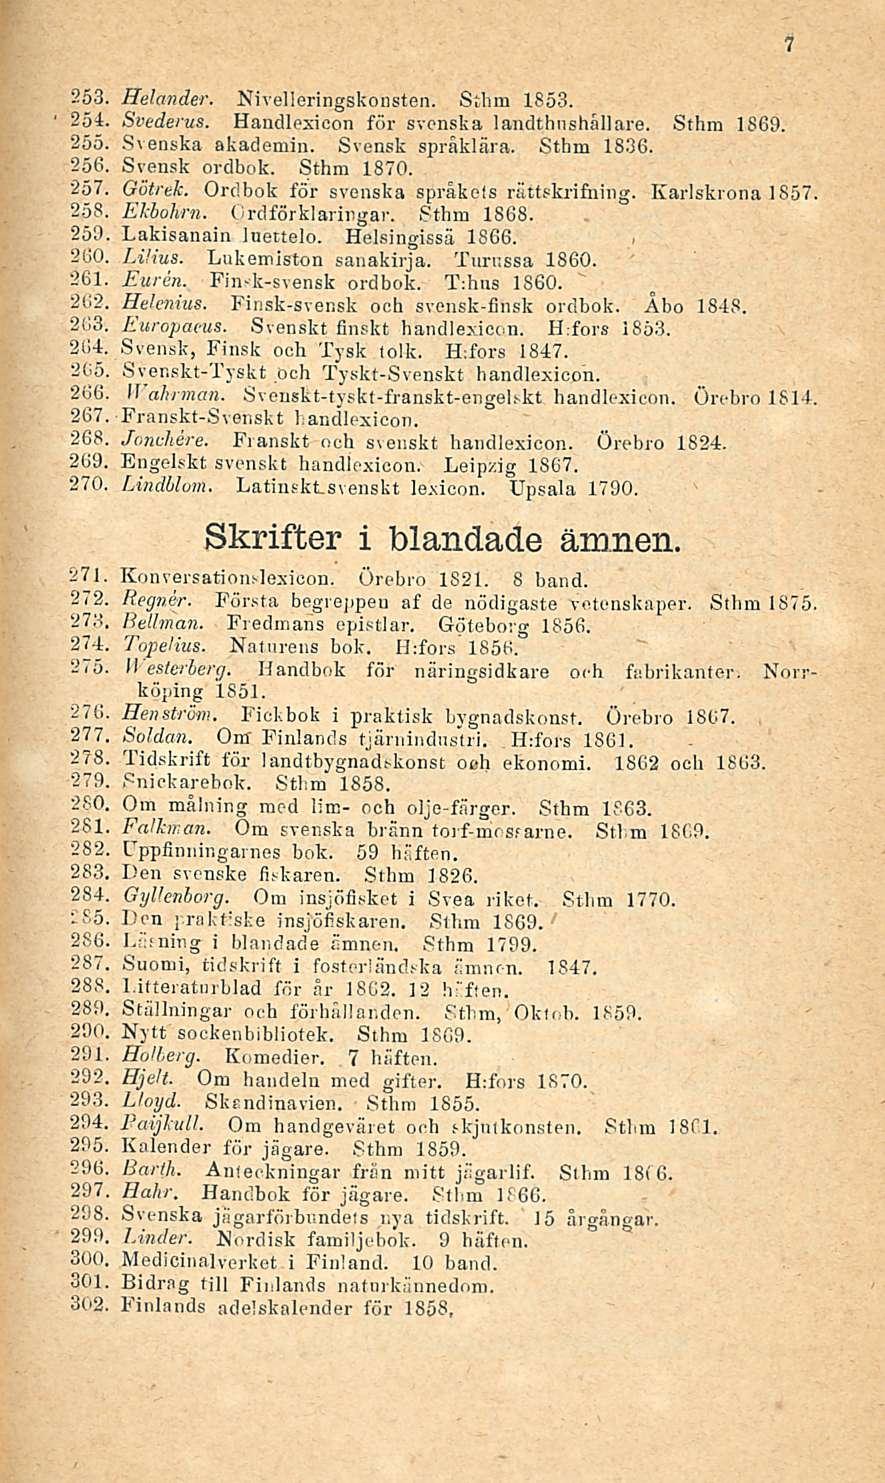 7
253. Helander. Nivelleringskonsten. Sthm 1853.
254. Svederus. Handlexicon för svenska landthushållare. Sthm 1869.
255. Svenska akademin. Svensk språklära. Sthm 1836.
256. Svensk ordbok. Sthm 1870.
257. Götrek. Ordbok för svenska språkets rättskrifning. Karlskrona 1857.
258. Ekbohrn. Ordförklaringar. Sthm 1868.
259. Lakisanain luettelo. Helsingissä 1866.
260. Lilius. Lukemiston sanakirja. Turussa 1860.
261. Eurén. Finsk-svensk ordbok. T:hus 1860.
262. Helenius. Finsk-svensk och svensk-finsk ordbok. Åbo 1848.
263. Europaeus. Svenskt finskt handlexicon. H:fors 1853.
264. Svensk, Finsk och Tysk tolk. H:fors 1847.
265. Svenskt-Tyskt och Tyskt-Svenskt handlexicon.
266. Wahrman. Svenskt-tyskt-franskt-engelskt handlexicon. Örebro 1814.
267. Franskt-Svenskt handlexicon.
268. Jonchére. Franskt och svenskt handlexicon. Örebro 1824.
269. Engelskt svenskt handlexicon. Leipzig 1867.
270. Lindblom. Latinskt-svenskt lexicon. Upsala 1790.
Skrifter i blandade ämnen.
271. Konversationslexicon. Örebro 1821. 8 band.
272. Regnér. Första begreppen af de nödigaste vetenskaper. Sthm 1875.
273. Bellman. Fredmans epistlar. Göteborg 1856.
274. Topelius. Naturens bok. H:fors 1856.
275. Westerberg. Handbok för näringsidkare och fabrikanter. Norr-
köping 1851.
276. Henström. Fickbok i praktisk bygnadskonst. Örebro 1867.
277. Soldan. Om Finlands tjärnindustri. H:fors 1861.
278. Tidskrift för landtbygnadskonst och ekonomi. 1862 och 1863.
279. Snickarebok. Sthm 1858.
280. Om målning med lim- och olje-färger. Sthm 1863.
281. Falkman. Om svenska bränn torf-mossarne. Sthm 1869.
282. Uppfinningarnes bok. 59 häften.
283. Den svenske fiskaren. Sthm 1826.
284. Gyllenborg. Om insjöfisket i Svea riket. Sthm 1770.
285. Den praktiske insjöfiskaren. Sthm 1869.
286. Läsning i blandade ämnen. Sthm 1799.
287. Suomi, tidskrift i fosterländska ämnen. 1847.
288. Litteraturblad för år 1862. 12 häften.
289. Ställningar och förhållanden. Sthm, Oktob. 1859.
290. Nytt sockenbibliotek. Sthm 1869.
291. Holberg. Komedier. 7 häften.
292. Hjelt. Om handeln med gifter. H:fors 1870.
293. Lloyd. Skandinavien. Sthm 1855.
294. Paijkull. Om handgeväret och skjutkonsten. Sthm 1861.
295. Kalender för jägare. Sthm 1859.
296. Barth. Anteckningar från mitt jägarlif. Sthm 1866.
297. Hahr. Handbok för jägare. Sthm 1866.
298. Svenska jägarförbundets nya tidskrift. 15 årgångar.
299. Linder. Nordisk familjebok. 9 häften.
300. Medicinalverket i Finland. 10 band.
301. Bidrag till Finlands naturkännedom.
302. Finlands adelskalender för 1858,